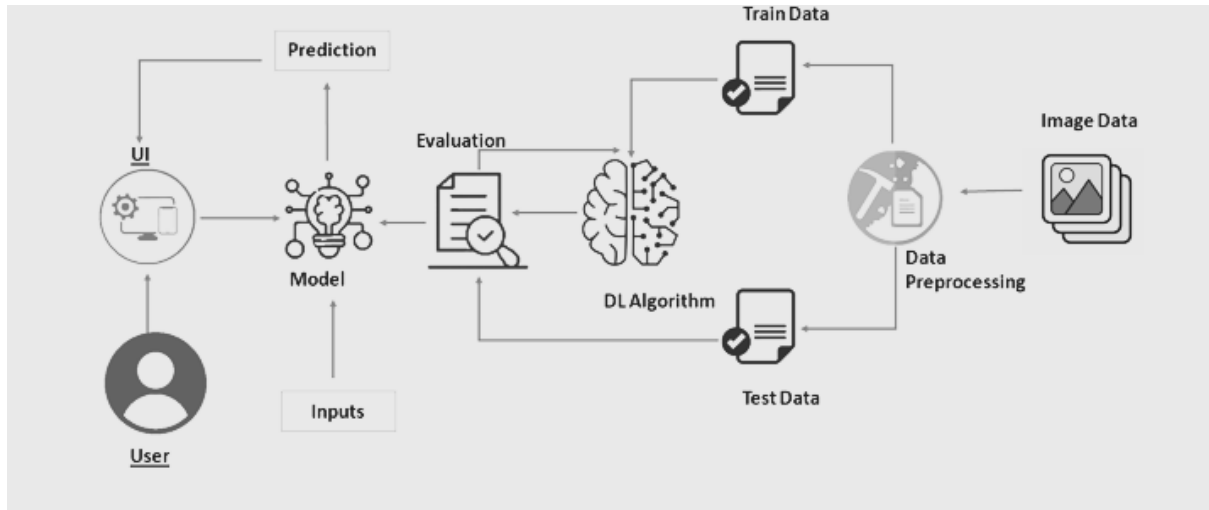 Train Data
Prediction
Image Data
Evaluation
UI
Data
Preprocessing
Model
DL Algorithm
Test Data
Inputs
User